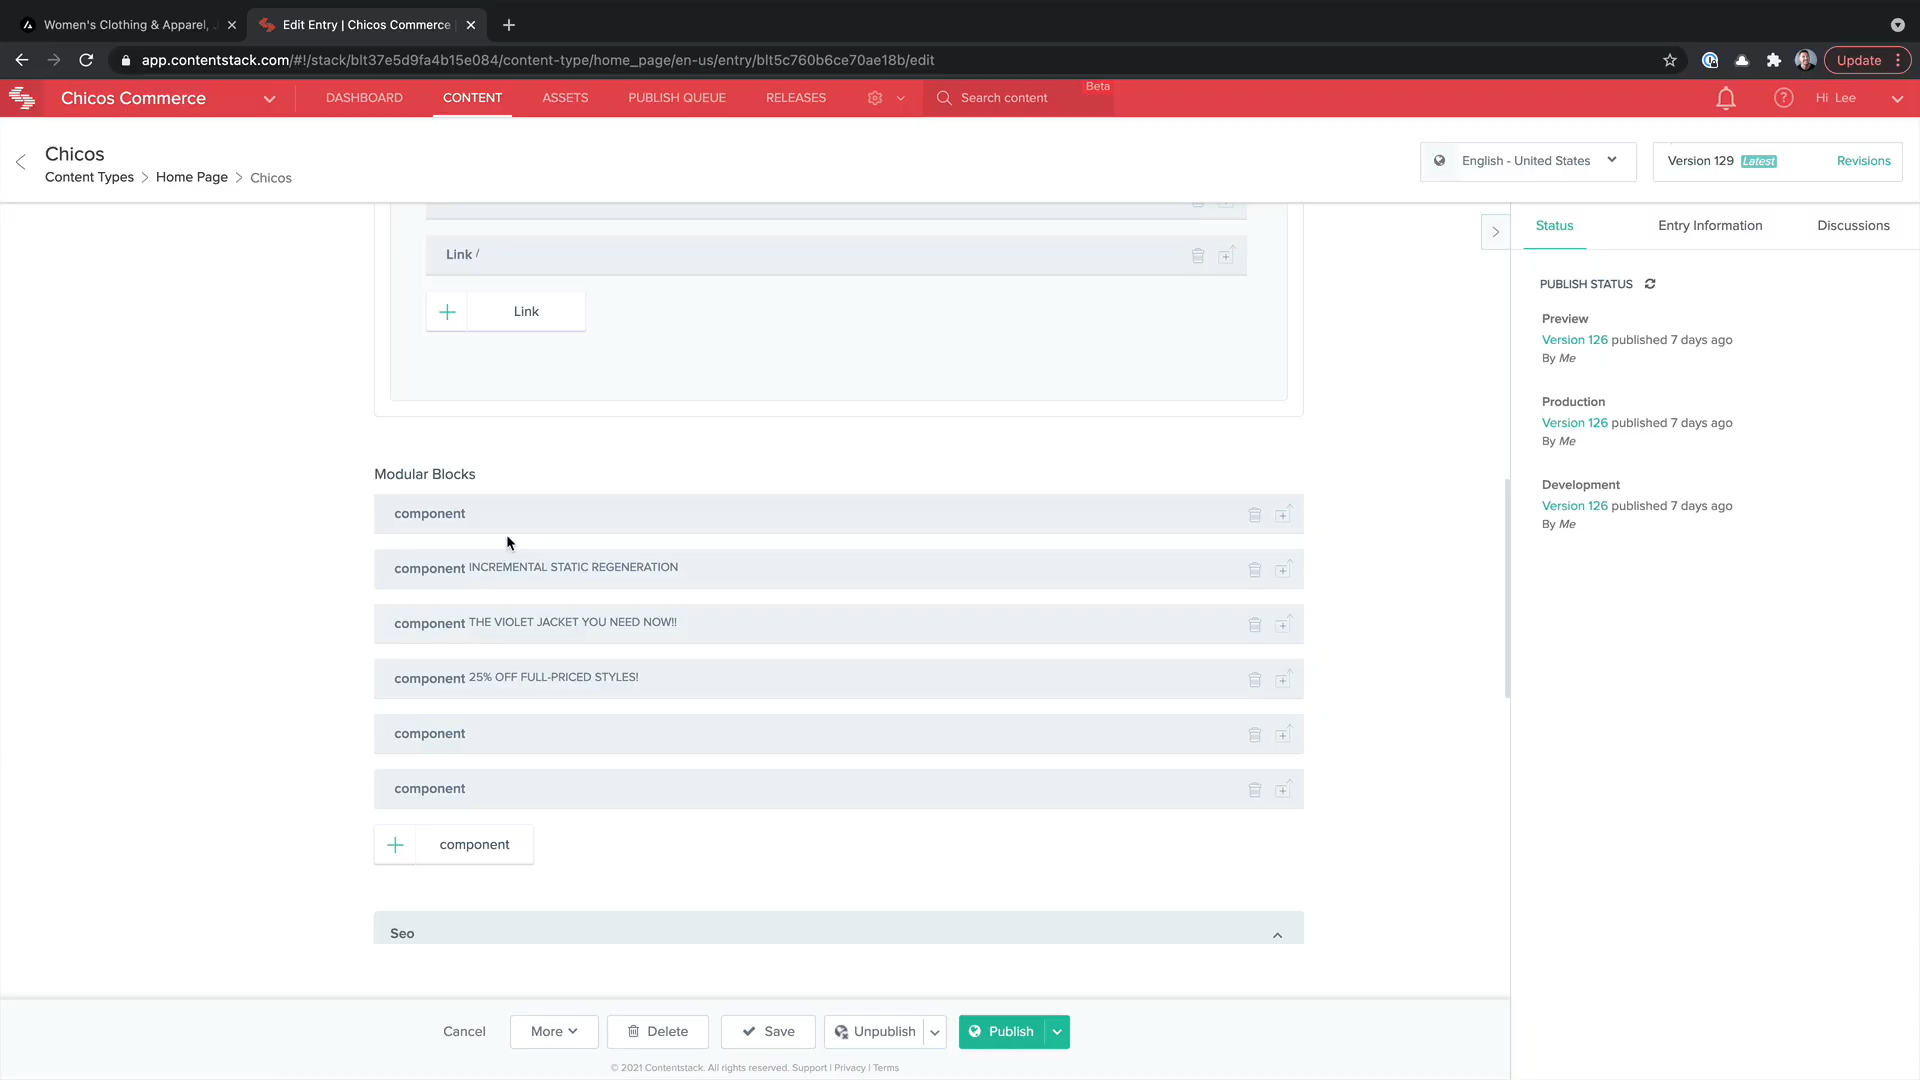 Women's Clothing & Apparel,
Edit Entry | Chicos Commerce
app.contentstack.com/#!/stack/blt37e5d9fa4b15e084/content-type/home_page/en-us/entry/blt5c760b6ce70ae18b/edit
Update
Chicos Commerce
DASHBOARD
CONTENT
ASSETS
PUBLISH QUEUE
RELEASES
Search content
Beta
Hi Lee
Chicos
Content Types > Home Page > Chicos
English - United States
Version 129 Latest
Revisions
Status
Entry Information
Discussions
Link /
Link
PUBLISH STATUS
Preview
Version 126 published 7 days ago
By Me
Production
Version 126 published 7 days ago
By Me
Development
Version 126 published 7 days ago
By Me
Modular Blocks
component
component INCREMENTAL STATIC REGENERATION
component THE VIOLET JACKET YOU NEED NOW!!
component 25% OFF FULL-PRICED STYLES!
component
component
component
Seo
Cancel
More
Delete
Save
Unpublish
Publish
© 2021 Contentstack. All rights reserved. Support | Privacy | Terms